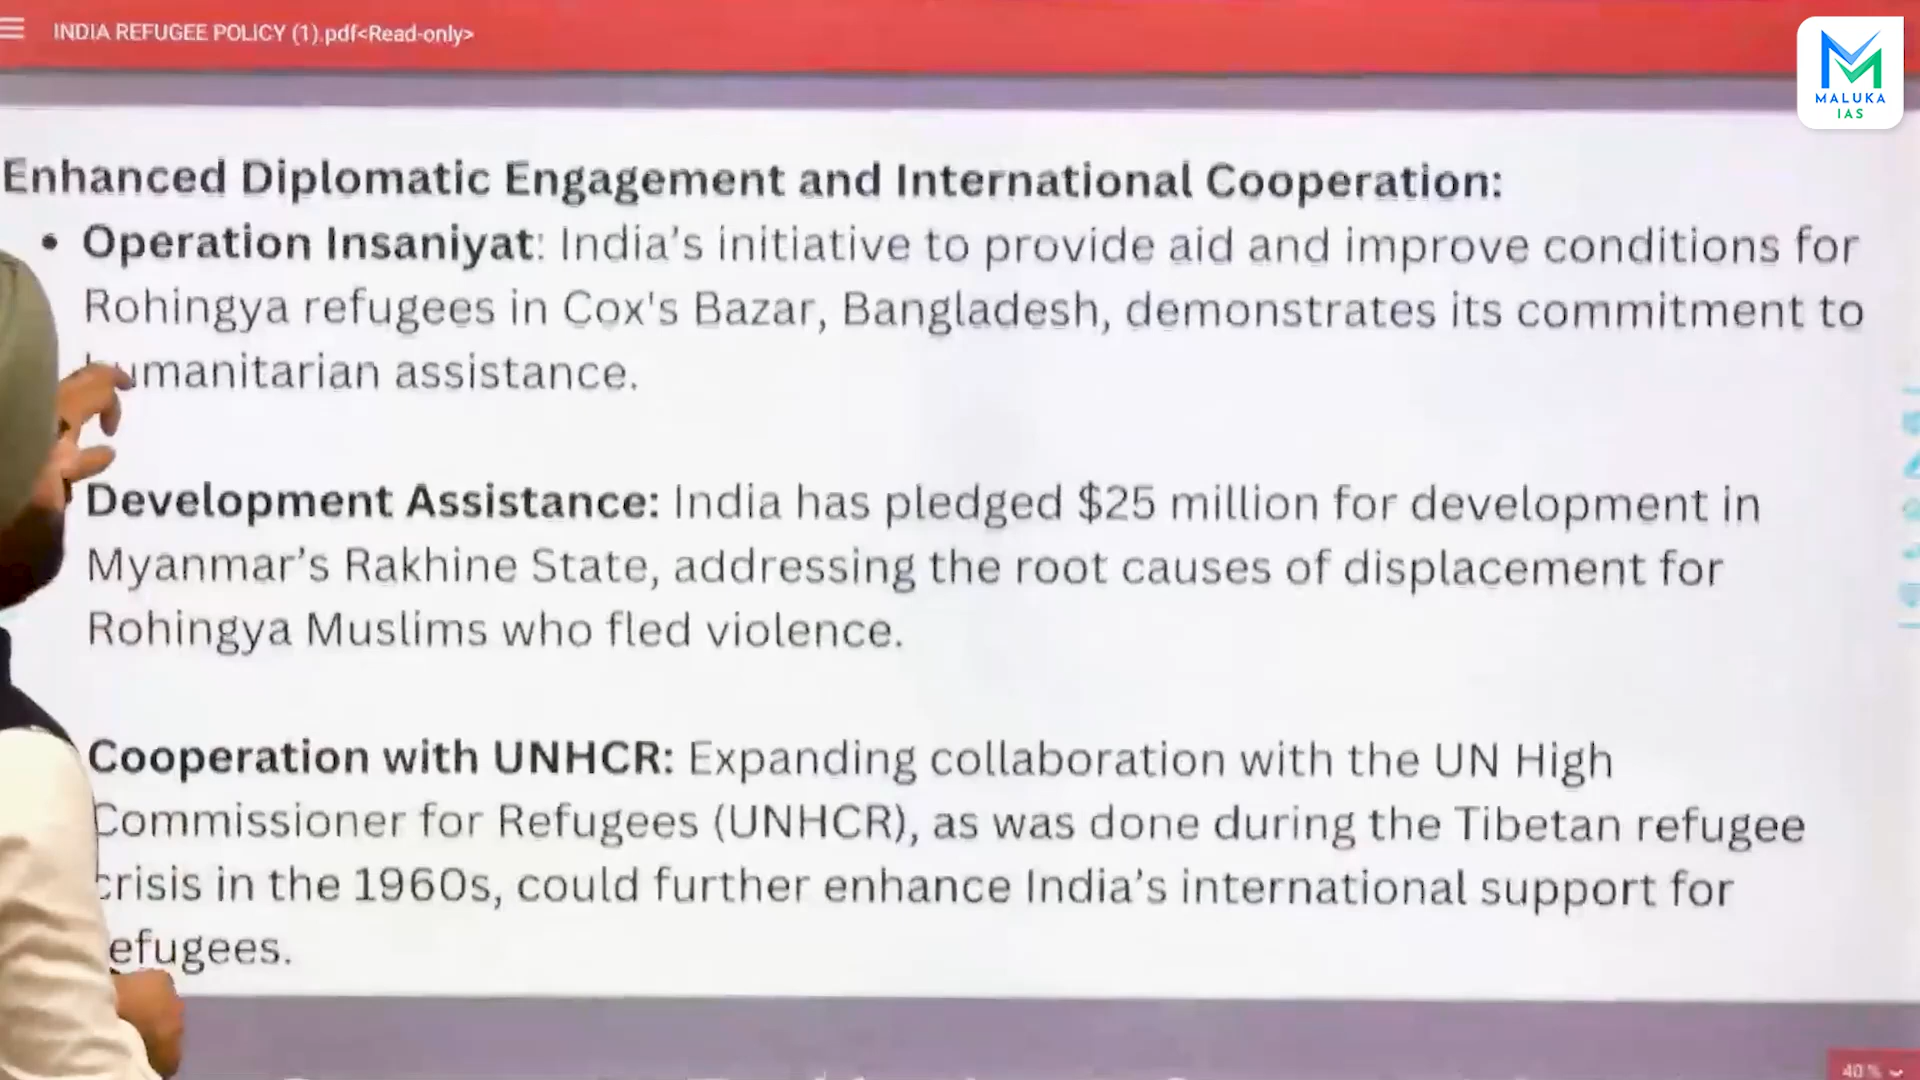 INDIA REFUGEE POLICY (1).pdf<Read-only>
MALUKA
IAS
Enhanced Diplomatic Engagement and International Cooperation:
• Operation Insaniyat: India's initiative to provide aid and improve conditions for
Rohingya refugees in Cox's Bazar, Bangladesh, demonstrates its commitment to
humanitarian assistance.
Development Assistance: India has pledged $25 million for development in
Myanmar's Rakhine State, addressing the root causes of displacement for
Rohingya Muslims who fled violence.
Cooperation with UNHCR: Expanding collaboration with the UN High
Commissioner for Refugees (UNHCR), as was done during the Tibetan refugee
crisis in the 1960s, could further enhance India's international support for
refugees.
40 %